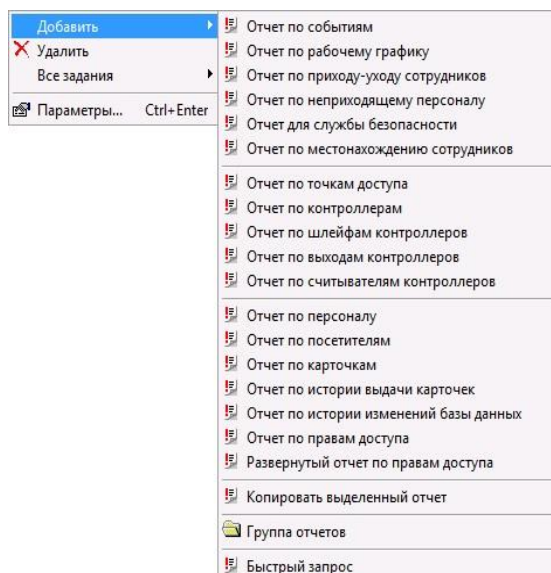 Добавить
Удалить
Все задания
Параметры... Ctrl+Enter
Отчет по событиям
Отчет по рабочему графику
Отчет по приходу-уходу сотрудников
Отчет по неприходящему персоналу
Отчет для службы безопасности
Отчет по местонахождению сотрудников
Отчет по точкам доступа
Отчет по контроллерам
Отчет по шлейфам контроллеров
Отчет по выходам контроллеров
Отчет по считывателям контроллеров
Отчет по персоналу
Отчет по посетителям
Отчет по карточкам
Отчет по истории выдачи карточек
Отчет по истории изменений базы данных
Отчет по правам доступа
Развернутый отчет по правам доступа
Копировать выделенный отчет
Группа отчетов
Быстрый запрос